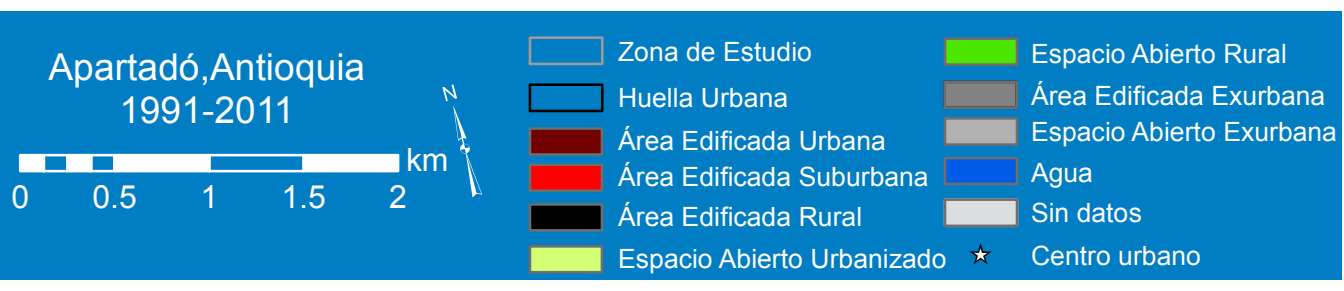 Apartadó,Antioquia
1991-2011
N
km
0 0.5 1 1.5 2
Zona de Estudio
Huella Urbana
Área Edificada Urbana
Área Edificada Suburbana
Área Edificada Rural
Espacio Abierto Urbanizado
Espacio Abierto Rural
Área Edificada Exurbana
Espacio Abierto Exurbana
Agua
Sin datos
Centro urbano